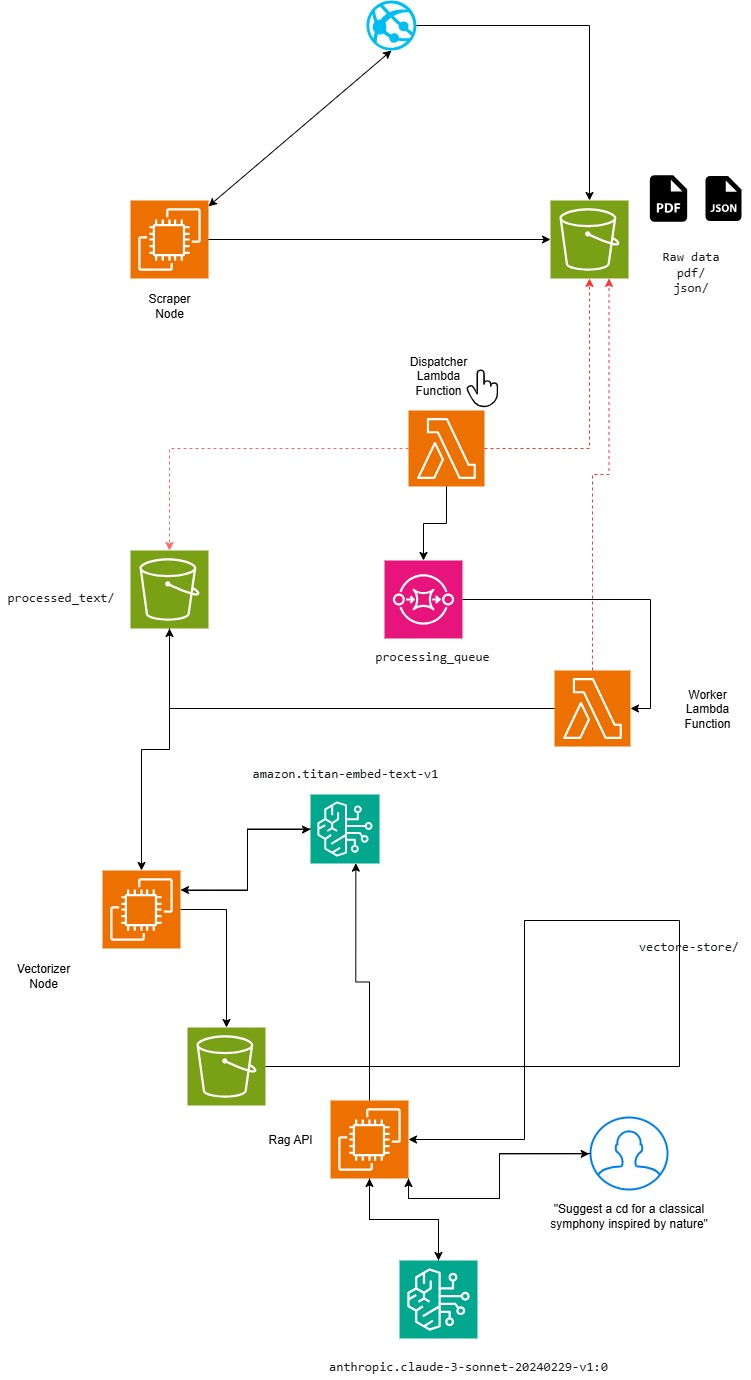 PDF
JSON
Raw data
pdf/
json/
Scraper
Node
Dispatcher
Lambda
Function
processed_text/
processing_queue
Worker
Lambda
Function
amazon.titan-embed-text-v1
vectore-store/
Vectorizer
Node
Rag API
"Suggest a cd for a classical
symphony inspired by nature"
anthropic.claude-3-sonnet-20240229-v1:0